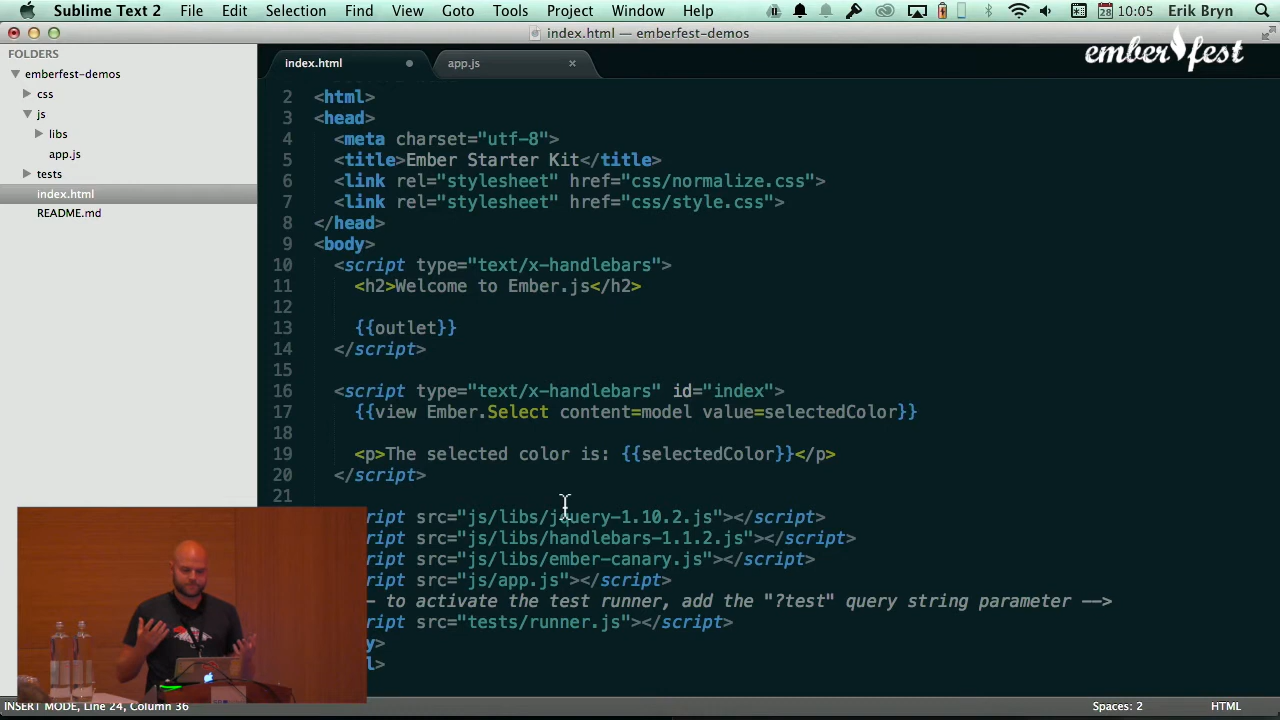 Sublime Text 2 File Edit Selection Find View Goto Tools Project Window Help 28 10:05 Erik Bryn
index.html — emberfest-demos
ember fest
FOLDERS
emberfest-demos
css
js
libs
app.js
tests
index.html
README.md
index.html app.js
2 <html>
3 <head>
4 <meta charset="utf-8">
5 <title>Ember Starter Kit</title>
6 <link rel="stylesheet" href="css/normalize.css">
7 <link rel="stylesheet" href="css/style.css">
8 </head>
9 <body>
10 <script type="text/x-handlebars">
11 <h2>Welcome to Ember.js</h2>
12
13 {{outlet}}
14 </script>
15
16 <script type="text/x-handlebars" id="index">
17 {{view Ember.Select content=model value=selectedColor}}
18
19 <p>The selected color is: {{selectedColor}}</p>
20 </script>
21
ript src="js/libs/jquery-1.10.2.js"></script>
ript src="js/libs/handlebars-1.1.2.js"></script>
ript src="js/libs/ember-canary.js"></script>
ript src="js/app.js"></script>
- to activate the test runner, add the "?test" query string parameter -->
ript src="tests/runner.js"></script>
y>
l>
INSERT MODE, Line 24, Column 36 Spaces: 2 HTML